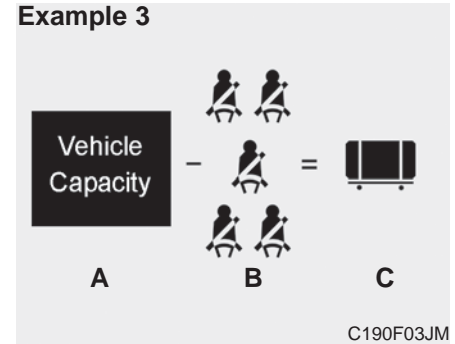 Example 3
Vehicle
Capacity
-
=
A B C
C190F03JM